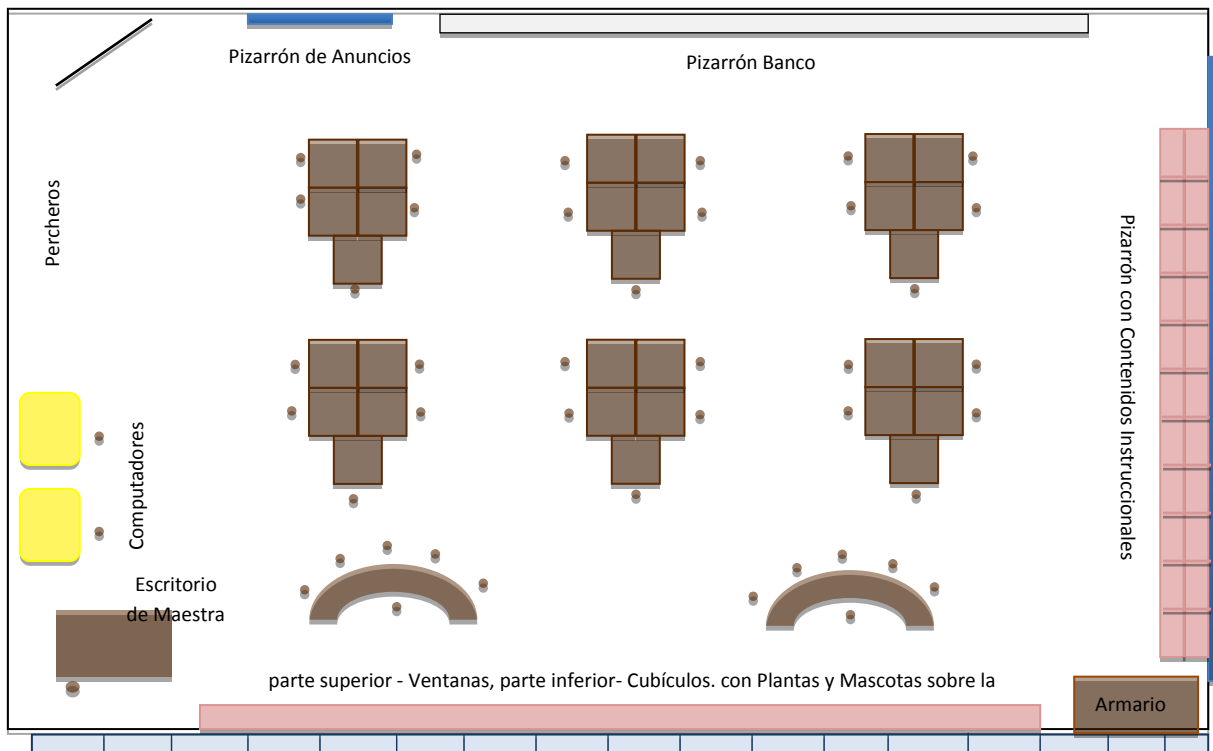 Pizarrón de Anuncios
Pizarrón Banco
Percheros
Pizarrón con Contenidos Instruccionales
Computadores
Escritorio
de Maestra
parte superior - Ventanas, parte inferior- Cubículos. con Plantas y Mascotas sobre la
Armario